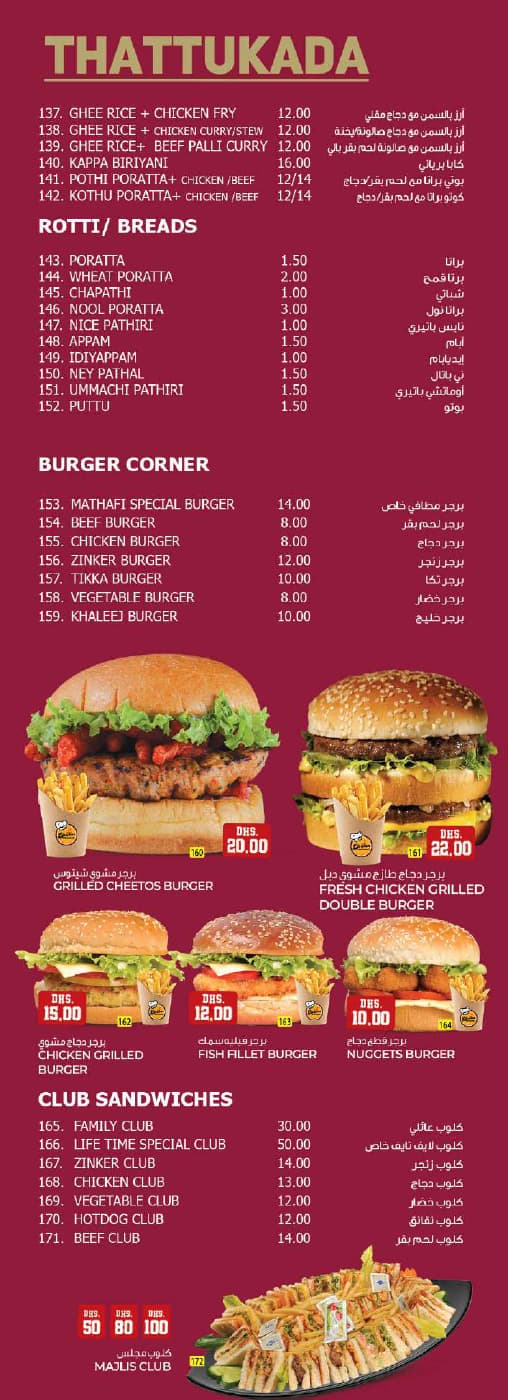 THATTUKADA
137. GHEE RICE + CHICKEN FRY 12.00 أرز بالسمن مع دجاج مقلي
138. GHEE RICE + CHICKEN CURRY/STEW 12.00 أرز بالسمن مع دجاج صالونة/يخنة
139. GHEE RICE+ BEEF PALLI CURRY 12.00 أرز بالسمن مع صالونة لحم بقر بالي
140. KAPPA BIRIYANI 16.00 كابا برياني
141. POTHI PORATTA+ CHICKEN /BEEF 12/14 بوتي براتا مع لحم بقر/دجاج
142. KOTHU PORATTA+ CHICKEN /BEEF 12/14 كوتو براتا مع لحم بقر/دجاج
ROTTI/ BREADS
143. PORATTA 1.50 براتا
144. WHEAT PORATTA 2.00 برتا قمح
145. CHAPATHI 1.00 شباتي
146. NOOL PORATTA 3.00 براتا نول
147. NICE PATHIRI 1.00 نايس باتيري
148. APPAM 1.50 أبام
149. IDIYAPPAM 1.00 إيديابام
150. NEY PATHAL 1.50 ني باتال
151. UMMACHI PATHIRI 1.50 أوماتشي باتيري
152. PUTTU 1.50 بوتو
BURGER CORNER
153. MATHAFI SPECIAL BURGER 14.00 برجر مطافي خاص
154. BEEF BURGER 8.00 برجر لحم بقر
155. CHICKEN BURGER 8.00 برجر دجاج
156. ZINKER BURGER 12.00 برجر زنجر
157. TIKKA BURGER 10.00 برجر تكا
158. VEGETABLE BURGER 8.00 برجر خضار
159. KHALEEJ BURGER 10.00 برجر خليج
160 DHS. 20.00
برجر مشوي شيتوس
GRILLED CHEETOS BURGER
161 DHS. 22.00
برجر دجاج طازج مشوي دبل
FRESH CHICKEN GRILLED
DOUBLE BURGER
DHS. 15.00 162
برجر دجاج مشوي
CHICKEN GRILLED
BURGER
DHS. 12.00 163
برجر فيليه سمك
FISH FILLET BURGER
DHS. 10.00 164
برجر قطع دجاج
NUGGETS BURGER
CLUB SANDWICHES
165. FAMILY CLUB 30.00 كلوب عائلي
166. LIFE TIME SPECIAL CLUB 50.00 كلوب لايف تايف خاص
167. ZINKER CLUB 14.00 كلوب زنجر
168. CHICKEN CLUB 13.00 كلوب دجاج
169. VEGETABLE CLUB 12.00 كلوب خضار
170. HOTDOG CLUB 12.00 كلوب نقانق
171. BEEF CLUB 14.00 كلوب لحم بقر
DHS. 50 DHS. 80 DHS. 100
كلوب مجلس
MAJLIS CLUB
172